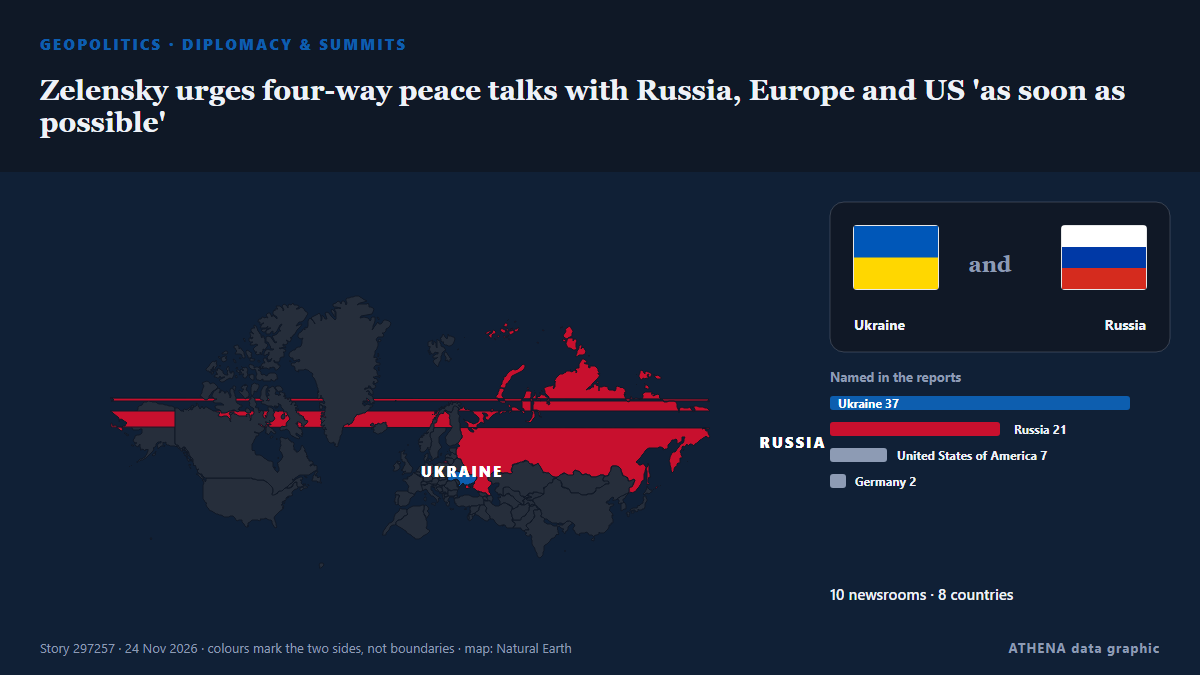 GEOPOLITICS · DIPLOMACY & SUMMITS
Zelensky urges four-way peace talks with Russia, Europe and US 'as soon as
possible'
and
Ukraine
Russia
Named in the reports
Ukraine 37
Russia 21
United States of America 7
Germany 2
RUSSIA
UKRAINE
10 newsrooms · 8 countries
Story 297257 · 24 Nov 2026 · colours mark the two sides, not boundaries · map: Natural Earth
ATHENA data graphic